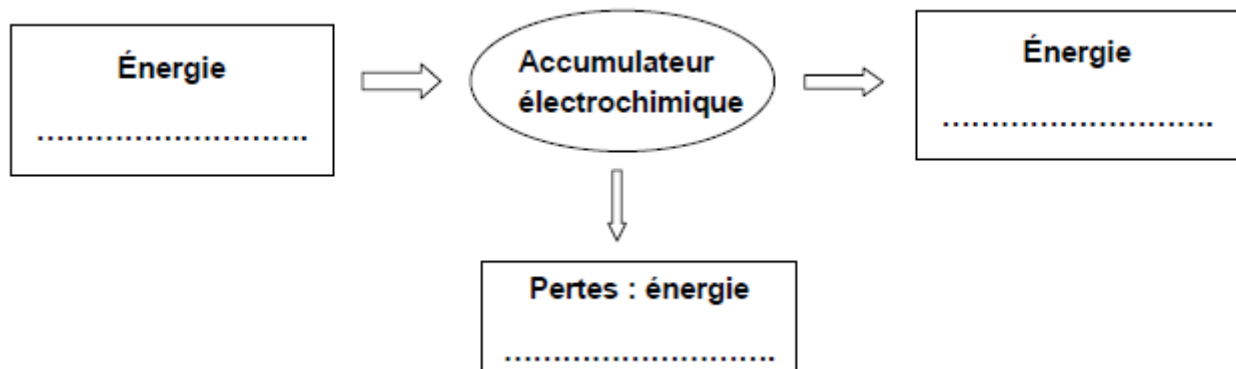 Énergie
………………………..
Accumulateur
électrochimique
Énergie
………………………..
Pertes : énergie
………………………..